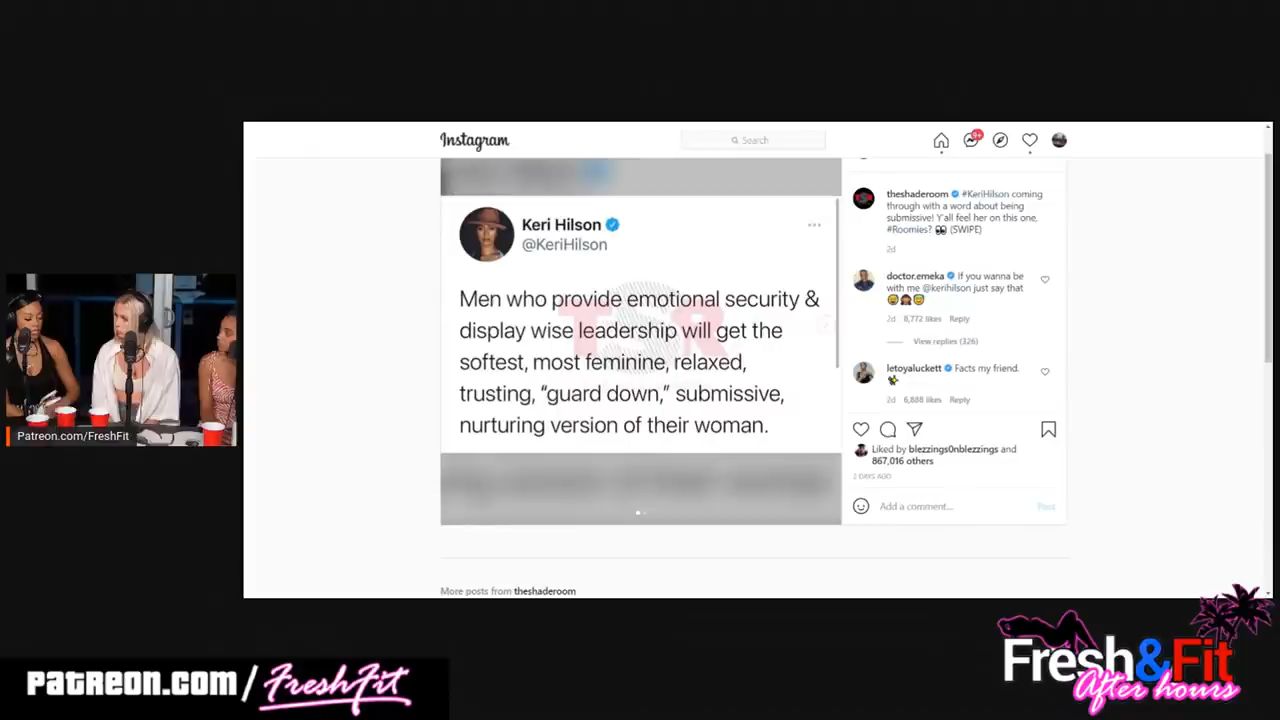 Instagram
Search
9+
theshaderoom #KeriHilson coming
through with a word about being
submissive! Y'all feel her on this one,
#Roomies? 👀 (SWIPE)
2d
Keri Hilson
@KeriHilson
TSR
Men who provide emotional security &
display wise leadership will get the
softest, most feminine, relaxed,
trusting, “guard down,” submissive,
nurturing version of their woman.
doctor.emeka If you wanna be
with me @kerihilson just say that
2d 8,772 likes Reply
View replies (326)
letoyaluckett Facts my friend.
2d 6,888 likes Reply
Liked by blezzings0nblezzings and
867,016 others
2 DAYS AGO
Add a comment...
Post
More posts from theshaderoom
Patreon.com/FreshFit
PATREON.COM/FRESHFIT
Fresh&Fit
After hours